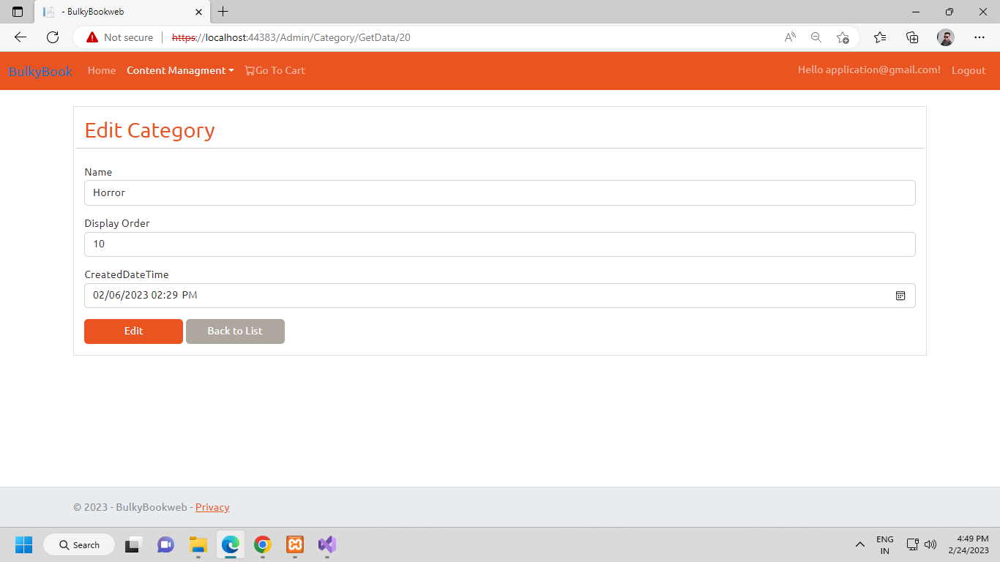 - BulkyBookweb
Not secure https://localhost:44383/Admin/Category/GetData/20
BulkyBook Home Content Managment Go To Cart Hello application@gmail.com! Logout
Edit Category
Name
Horror
Display Order
10
CreatedDateTime
02/06/2023 02:29 PM
Edit Back to List
© 2023 - BulkyBookweb - Privacy
Search
ENG
IN
4:49 PM
2/24/2023